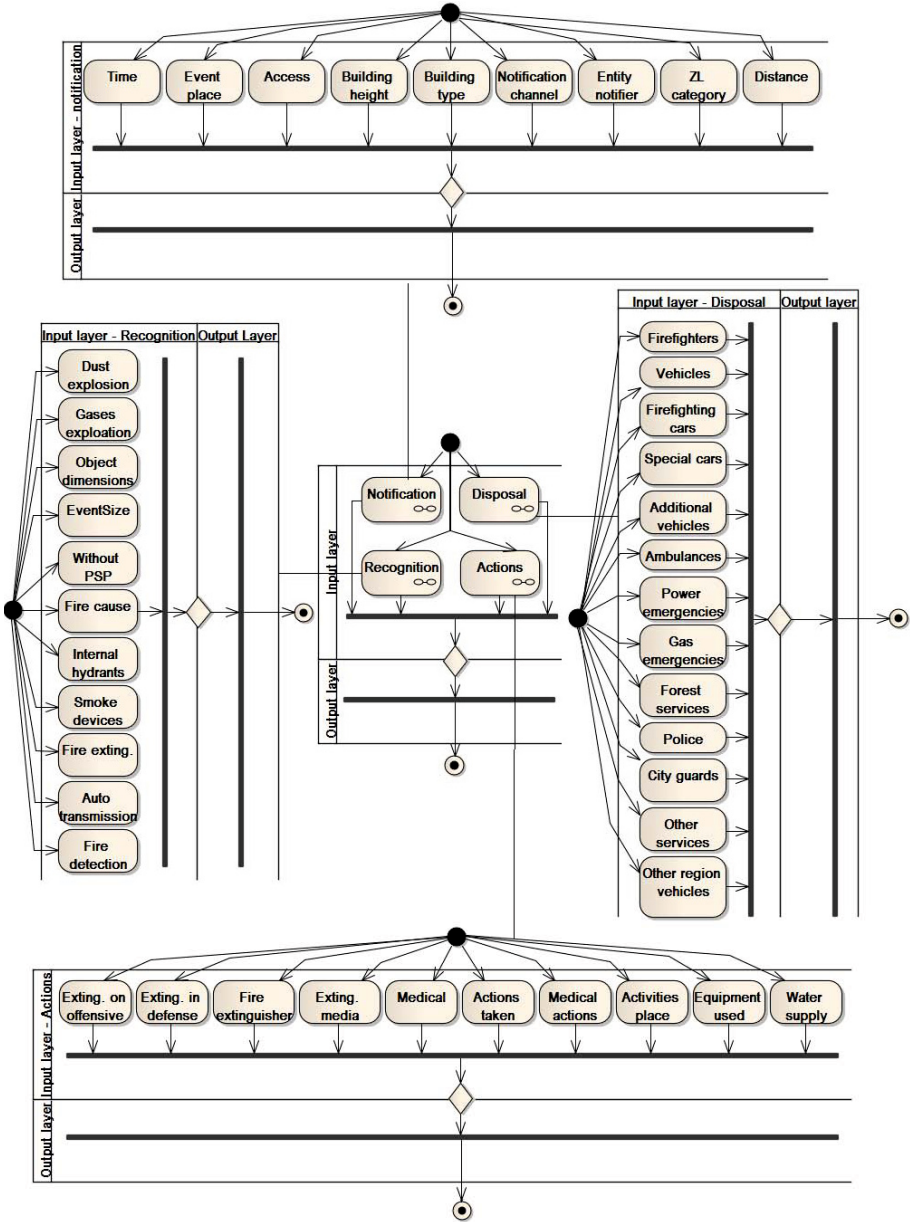 Input layer - notification
Output layer
Time
Event
place
Access
Building
height
Building
type
Notification
channel
Entity
notifier
ZL
category
Distance
Input layer - Recognition
Output Layer
Dust
explosion
Gases
exploation
Object
dimensions
EventSize
Without
PSP
Fire cause
Internal
hydrants
Smoke
devices
Fire exting.
Auto
transmission
Fire
detection
Input layer
Output layer
Notification
Disposal
Recognition
Actions
Input layer - Disposal
Output layer
Firefighters
Vehicles
Firefighting
cars
Special cars
Additional
vehicles
Ambulances
Power
emergencies
Gas
emergencies
Forest
services
Police
City guards
Other
services
Other region
vehicles
Input layer - Actions
Output layer
Exting. on
offensive
Exting. in
defense
Fire
extinguisher
Exting.
media
Medical
Actions
taken
Medical
actions
Activities
place
Equipment
used
Water
supply